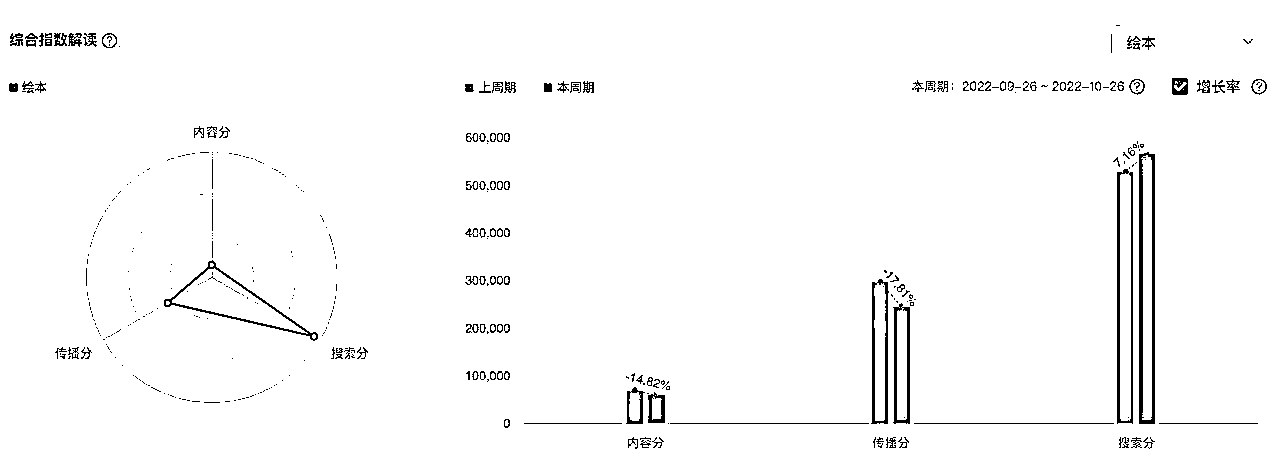 综合指数解读 ?
绘本
绘本
上周期 本周期
本周期：2022-09-26 ~ 2022-10-26 ? 增长率 ?
内容分
传播分
搜索分
600,000
500,000
400,000
300,000
200,000
100,000
0
-14.82%
-17.81%
7.16%
内容分 传播分 搜索分